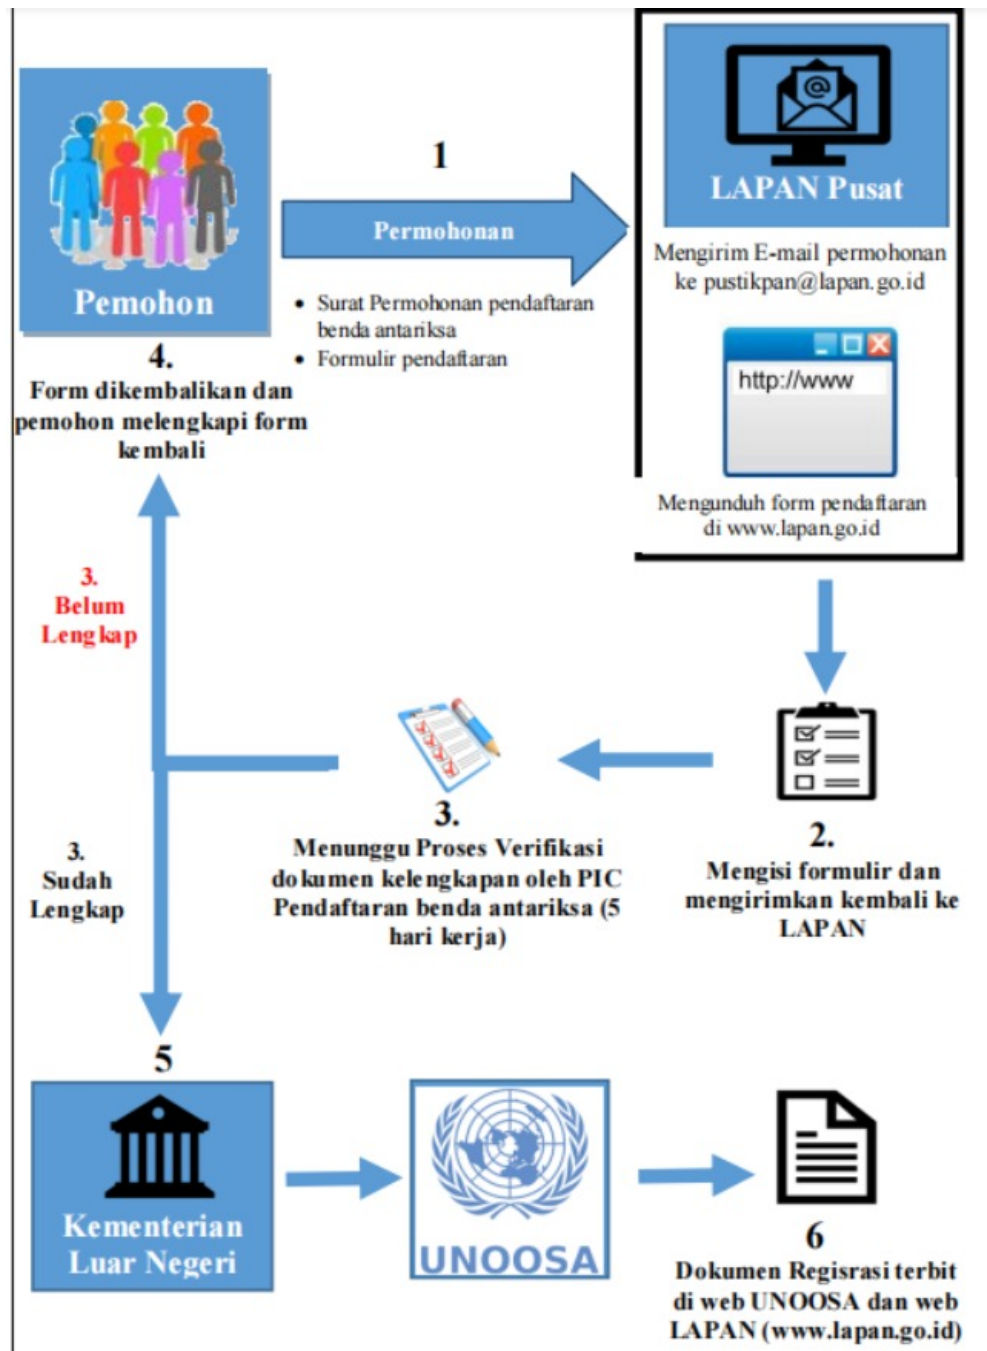 1
Permohonan
Pemohon
• Surat Permohonan pendaftaran
benda antariksa
• Formulir pendaftaran
@
LAPAN Pusat
Mengirim E-mail permohonan
ke pustikpan@lapan.go.id
http://www
Mengunduh form pendaftaran
di www.lapan.go.id
4.
Form dikembalikan dan
pemohon melengkapi form
kembali
3.
Belum
Lengkap
2.
Mengisi formulir dan
mengirimkan kembali ke
LAPAN
3.
Menunggu Proses Verifikasi
dokumen kelengkapan oleh PIC
Pendaftaran benda antariksa (5
hari kerja)
3.
Sudah
Lengkap
5
Kementerian
Luar Negeri
UNOOSA
6
Dokumen Regisrasi terbit
di web UNOOSA dan web
LAPAN (www.lapan.go.id)